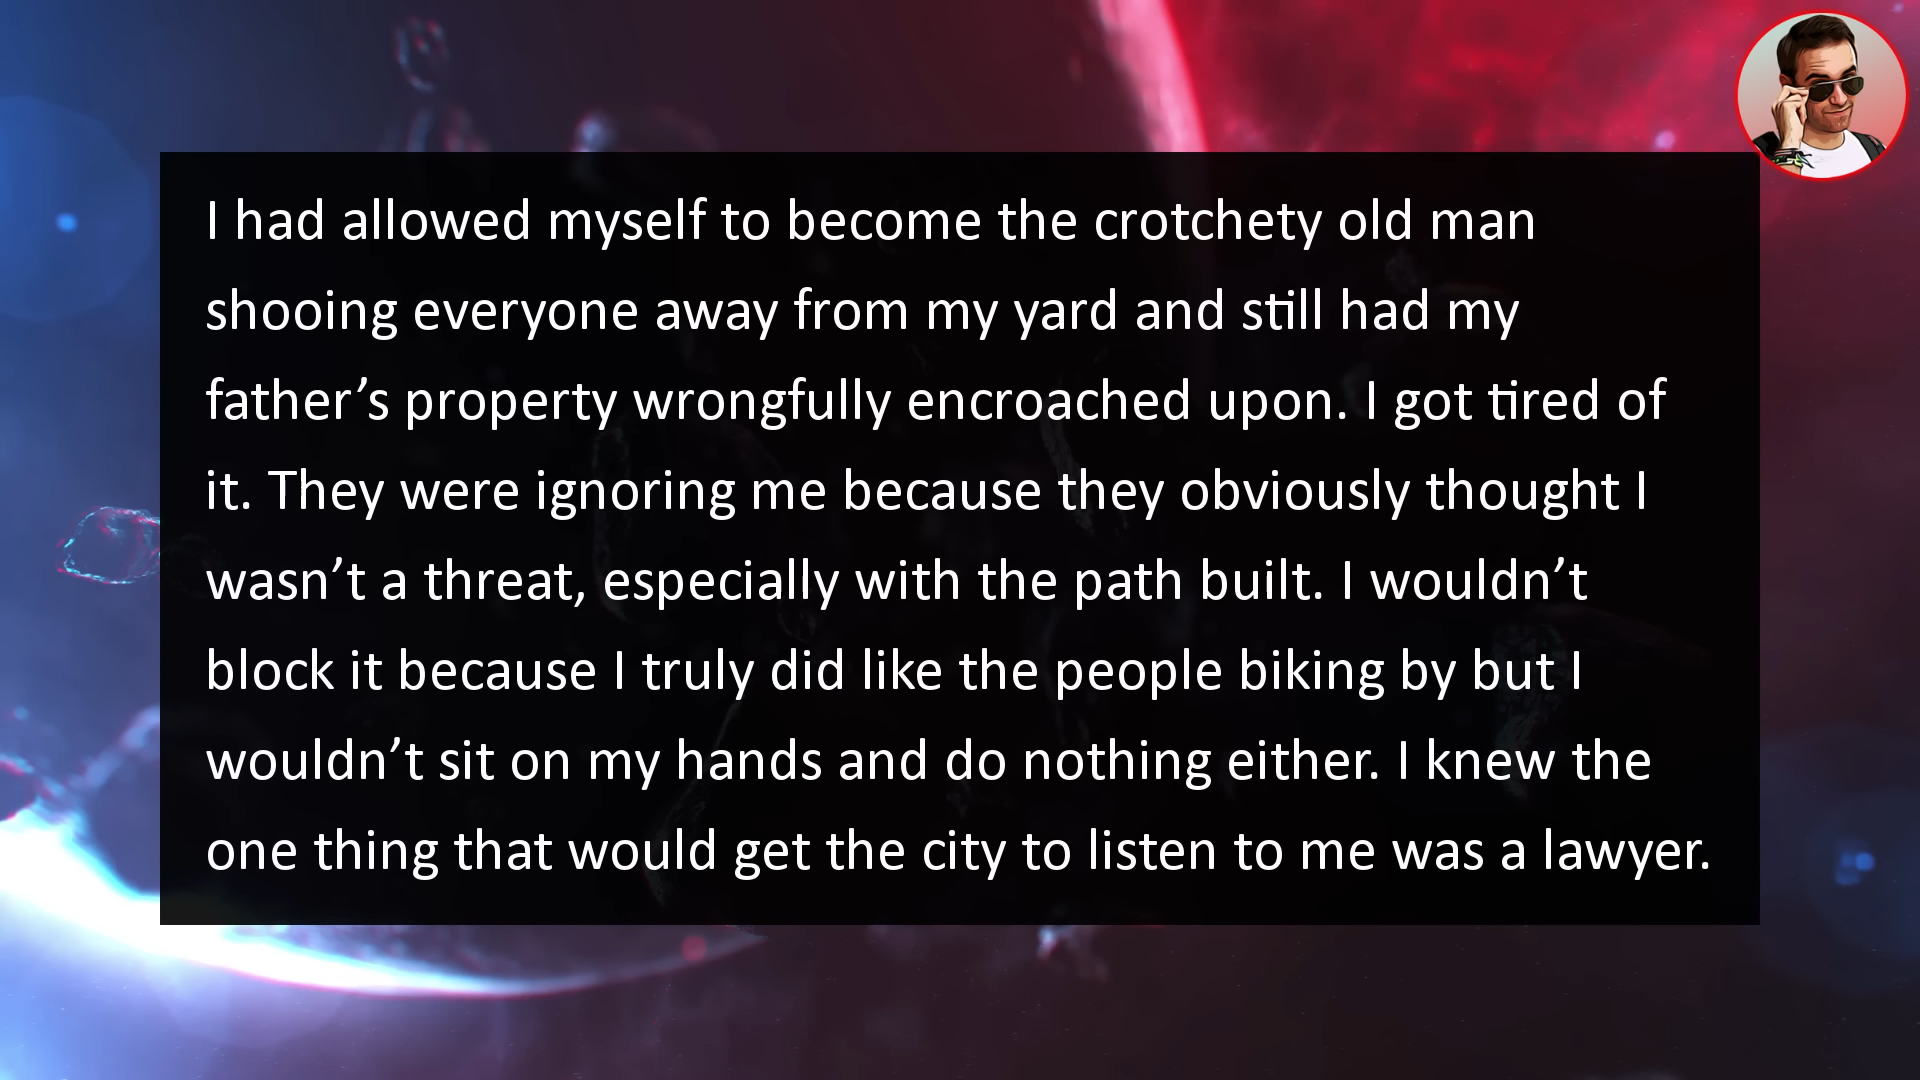 I had allowed myself to become the crotchety old man
shooing everyone away from my yard and still had my
father’s property wrongfully encroached upon. I got tired of
it. They were ignoring me because they obviously thought I
wasn’t a threat, especially with the path built. I wouldn’t
block it because I truly did like the people biking by but I
wouldn’t sit on my hands and do nothing either. I knew the
one thing that would get the city to listen to me was a lawyer.